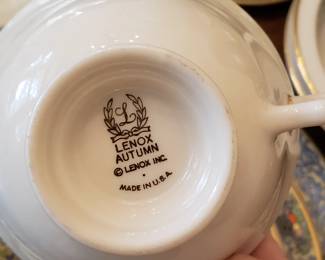 L
LENOX
AUTUMN
© LENOX INC.
MADE IN U.S.A.